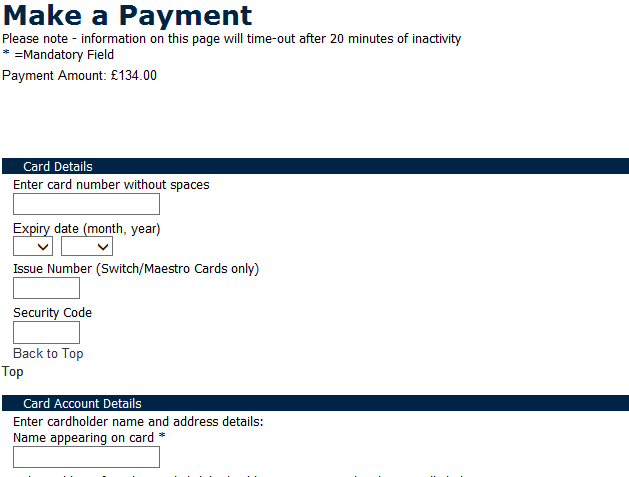 Make a Payment
Please note - information on this page will time-out after 20 minutes of inactivity
* =Mandatory Field
Payment Amount: £134.00
Card Details
Enter card number without spaces
Expiry date (month, year)
Issue Number (Switch/Maestro Cards only)
Security Code
Back to Top
Top
Card Account Details
Enter cardholder name and address details:
Name appearing on card *